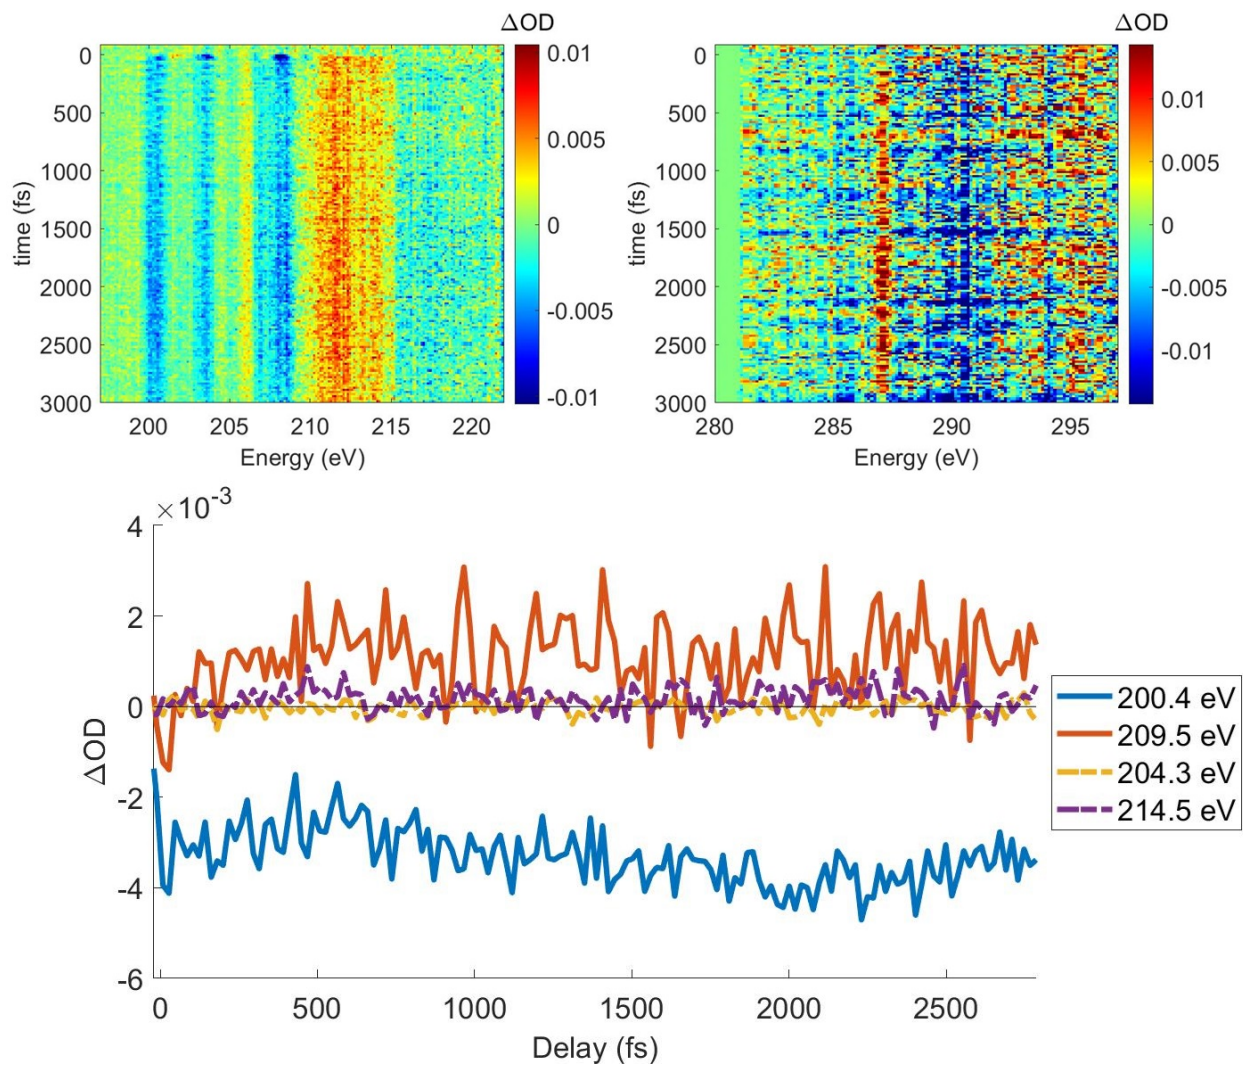 ΔOD
0
500
1000
1500
2000
2500
3000
time (fs)
200 205 210 215 220
Energy (eV)
0.01
0.005
0
-0.005
-0.01
ΔOD
0
500
1000
1500
2000
2500
3000
time (fs)
280 285 290 295
Energy (eV)
0.01
0.005
0
-0.005
-0.01
×10-3
4
2
0
-2
-4
-6
ΔOD
0 500 1000 1500 2000 2500
Delay (fs)
200.4 eV
209.5 eV
204.3 eV
214.5 eV